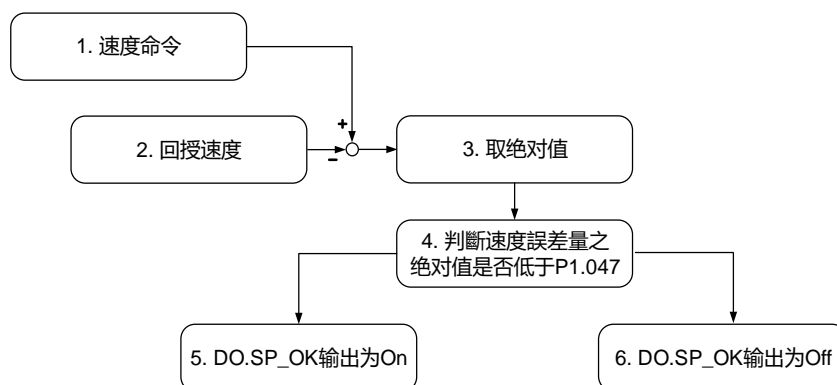 1. 速度命令
+
2. 回授速度
-
3. 取绝对值
4. 判斷速度誤差量之
绝对值是否低于P1.047
5. DO.SP_OK输出为On
6. DO.SP_OK输出为Off